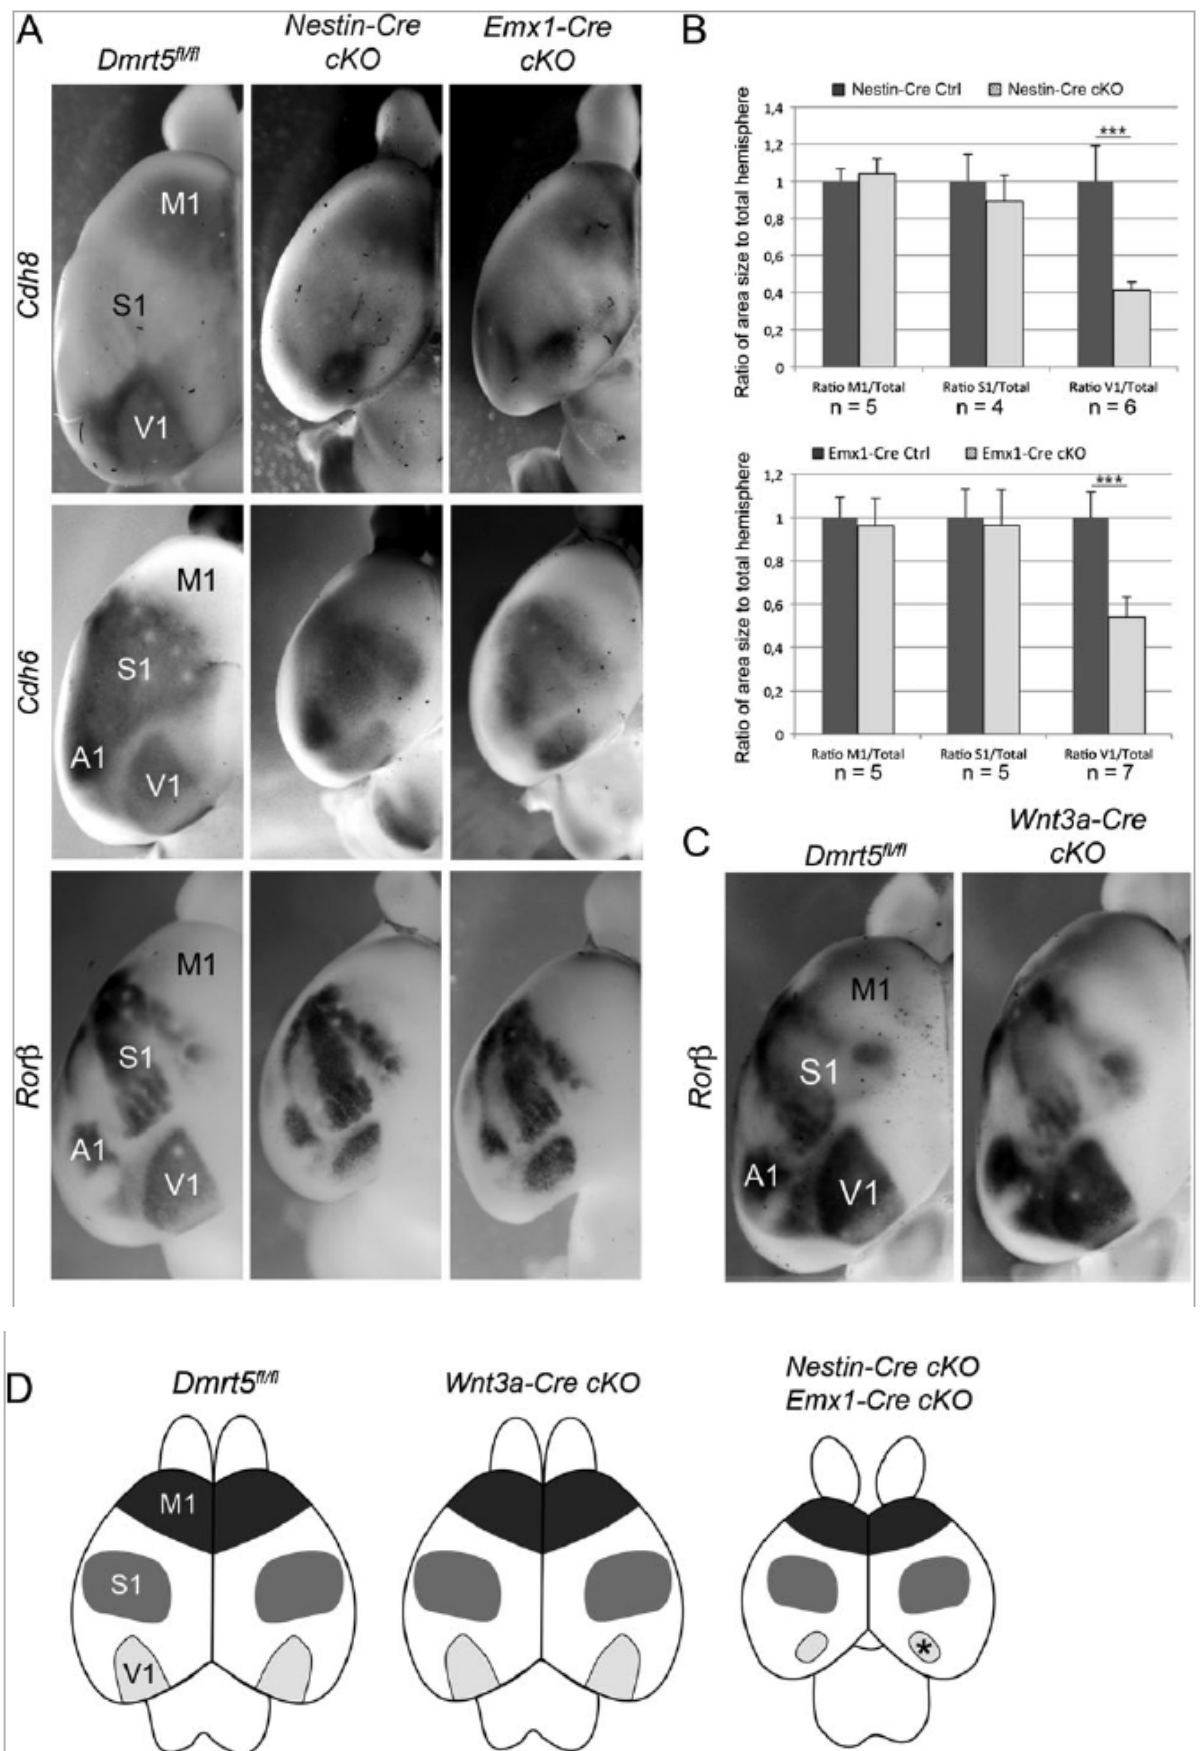 A
Dmrt5fl/fl
Nestin-Cre
cKO
Emx1-Cre
cKO
Cdh8
M1
S1
V1
Cdh6
M1
S1
A1
V1
Rorβ
M1
S1
A1
V1
B
Nestin-Cre Ctrl Nestin-Cre cKO
Ratio of area size to total hemisphere
1,4
1,2
1
0,8
0,6
0,4
0,2
0
***
Ratio M1/Total Ratio S1/Total Ratio V1/Total
n = 5 n = 4 n = 6
Emx1-Cre Ctrl Emx1-Cre cKO
Ratio of area size to total hemisphere
1,2
1
0,8
0,6
0,4
0,2
0
***
Ratio M1/Total Ratio S1/Total Ratio V1/Total
n = 5 n = 5 n = 7
C
Dmrt5fl/fl
Wnt3a-Cre
cKO
Rorβ
M1
S1
A1
V1
D
Dmrt5fl/fl
Wnt3a-Cre cKO
Nestin-Cre cKO
Emx1-Cre cKO
M1
S1
V1
*